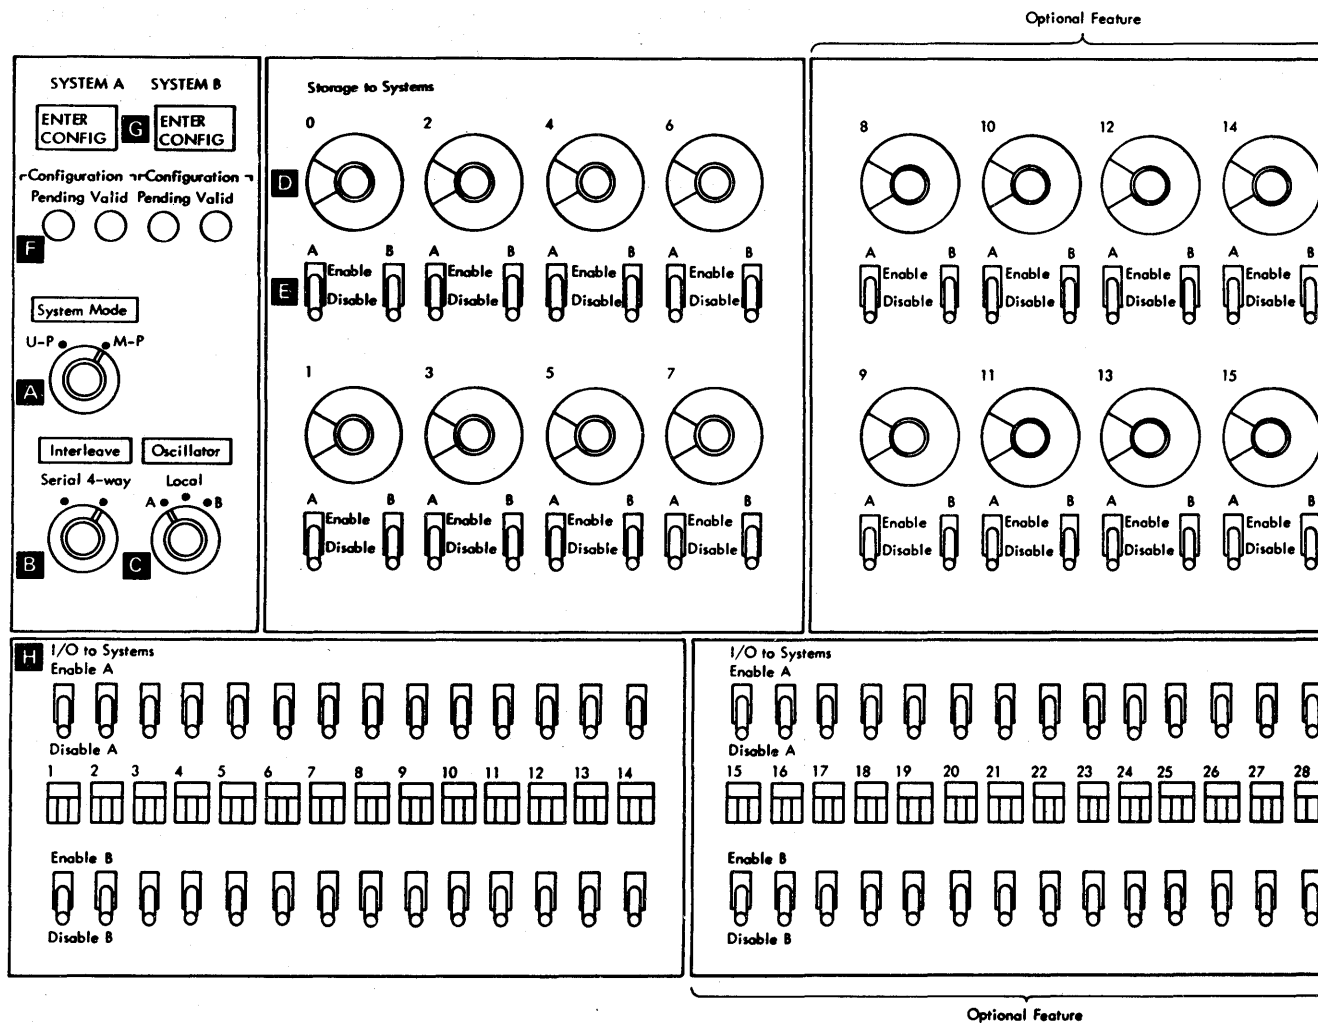 Optional Feature
SYSTEM A SYSTEM B
ENTER CONFIG G ENTER CONFIG
Configuration Configuration
Pending Valid Pending Valid
F
System Mode
U-P M-P
A
Interleave Oscillator
Serial 4-way Local
A B
B C
Storage to Systems
0 2 4 6
D
A B A B A B A B
Enable Enable Enable Enable
E
Disable Disable Disable Disable
1 3 5 7
A B A B A B A B
Enable Enable Enable Enable
Disable Disable Disable Disable
8 10 12 14
A B A B A B A B
Enable Enable Enable Enable
Disable Disable Disable Disable
9 11 13 15
A B A B A B A B
Enable Enable Enable Enable
Disable Disable Disable Disable
H I/O to Systems
Enable A
Disable A
1 2 3 4 5 6 7 8 9 10 11 12 13 14
Enable B
Disable B
I/O to Systems
Enable A
Disable A
15 16 17 18 19 20 21 22 23 24 25 26 27 28
Enable B
Disable B
Optional Feature